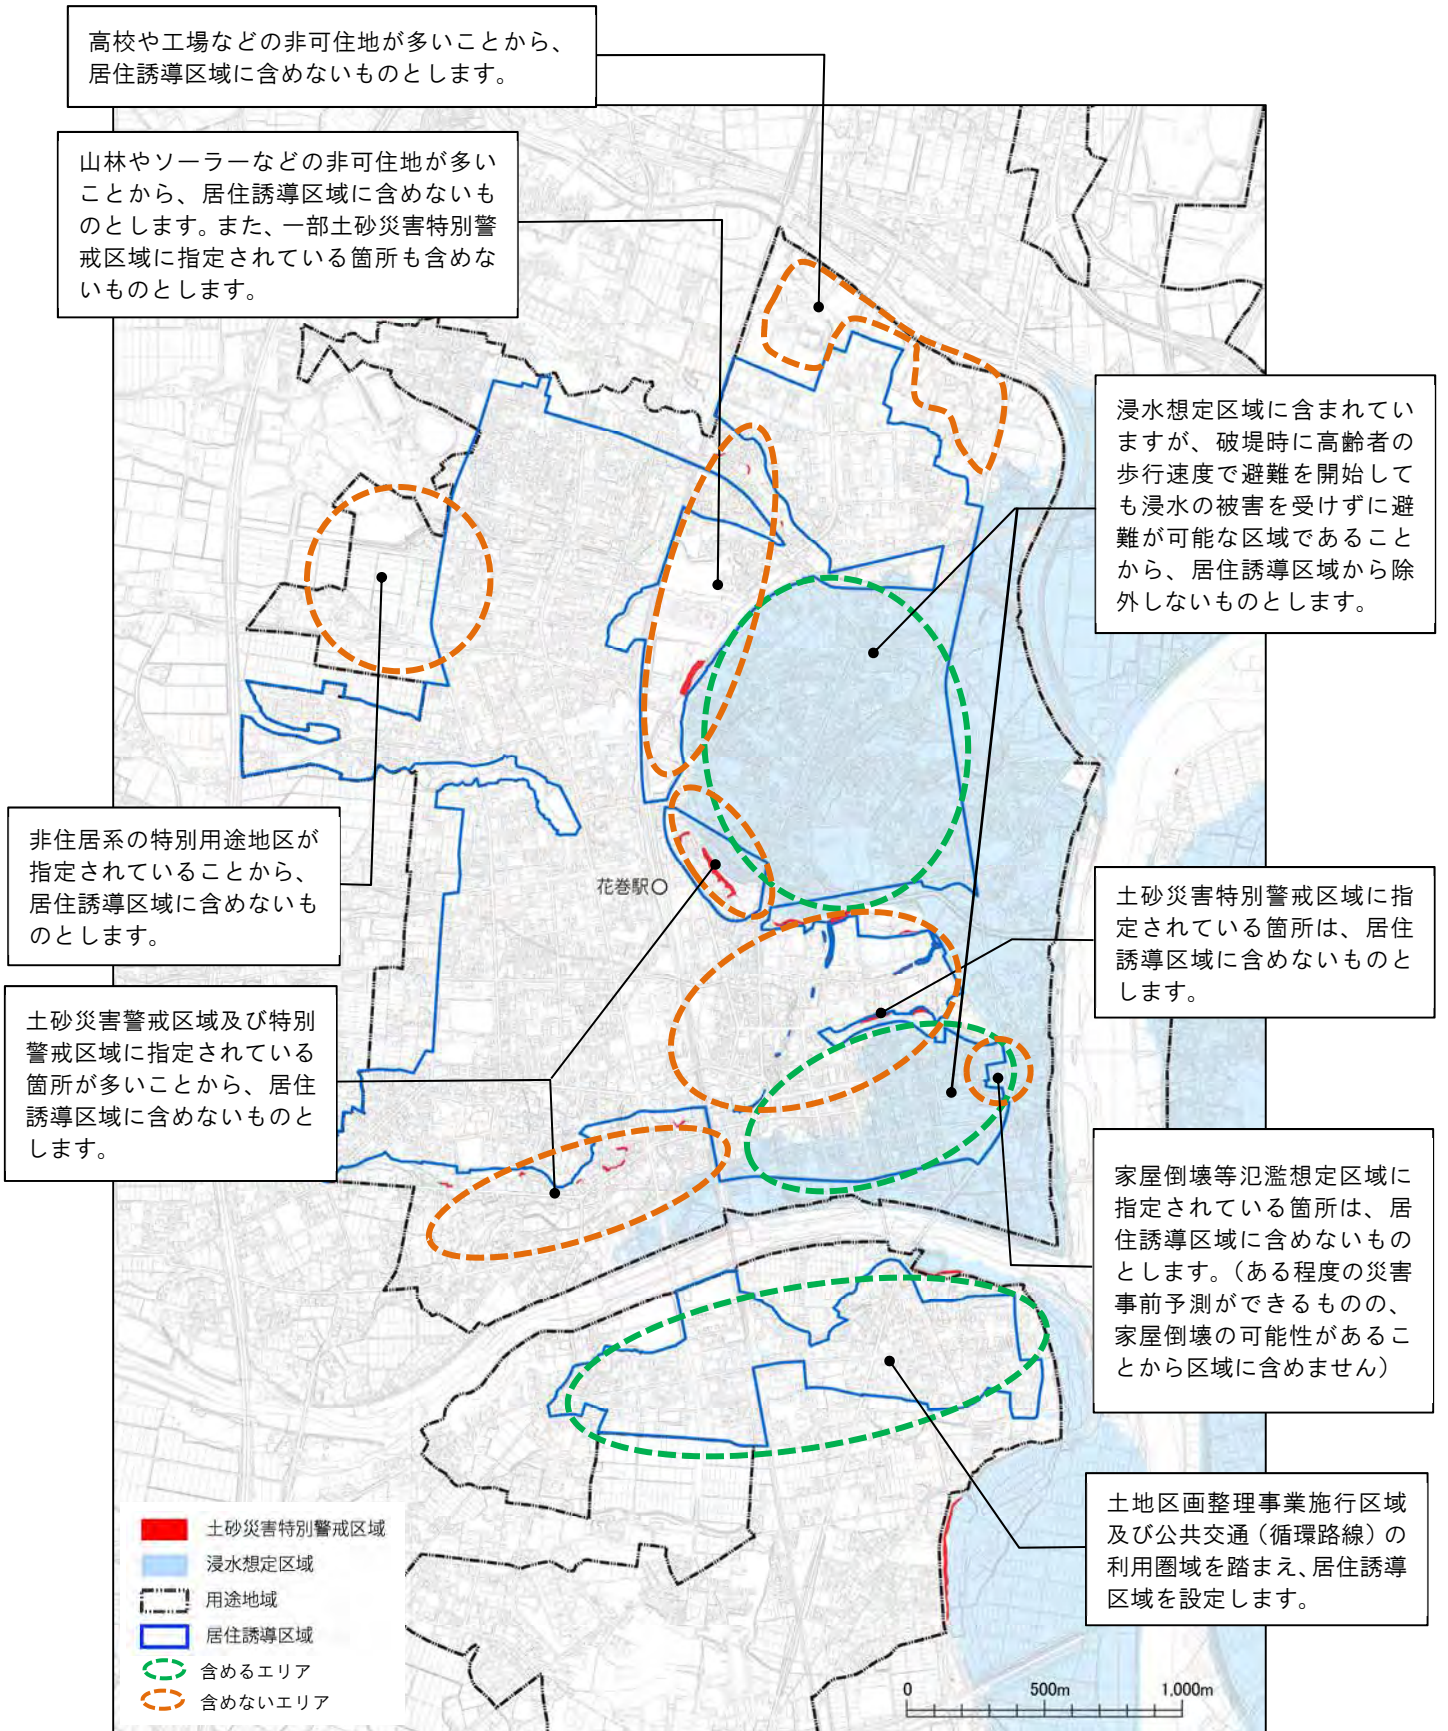 高校や工場などの非可住地が多いことから、
居住誘導区域に含めないものとします。
山林やソーラーなどの非可住地が多い
ことから、居住誘導区域に含めないも
のとします。また、一部土砂災害特別警
戒区域に指定されている箇所も含めな
いものとします。
浸水想定区域に含まれてい
ますが、破堤時に高齢者の
歩行速度で避難を開始して
も浸水の被害を受けずに避
難が可能な区域であること
から、居住誘導区域から除
外しないものとします。
非住居系の特別用途地区が
指定されていることから、
居住誘導区域に含めないも
のとします。
花巻駅
土砂災害特別警戒区域に指
定されている箇所は、居住
誘導区域に含めないものと
します。
土砂災害警戒区域及び特別
警戒区域に指定されている
箇所が多いことから、居住
誘導区域に含めないものと
します。
家屋倒壊等氾濫想定区域に
指定されている箇所は、居
住誘導区域に含めないもの
とします。（ある程度の災害
事前予測ができるものの、
家屋倒壊の可能性があるこ
とから区域に含めません）
土地区画整理事業施行区域
及び公共交通（循環路線）の
利用圏域を踏まえ、居住誘導
区域を設定します。
土砂災害特別警戒区域
浸水想定区域
用途地域
居住誘導区域
含めるエリア
含めないエリア
0 500m 1,000m